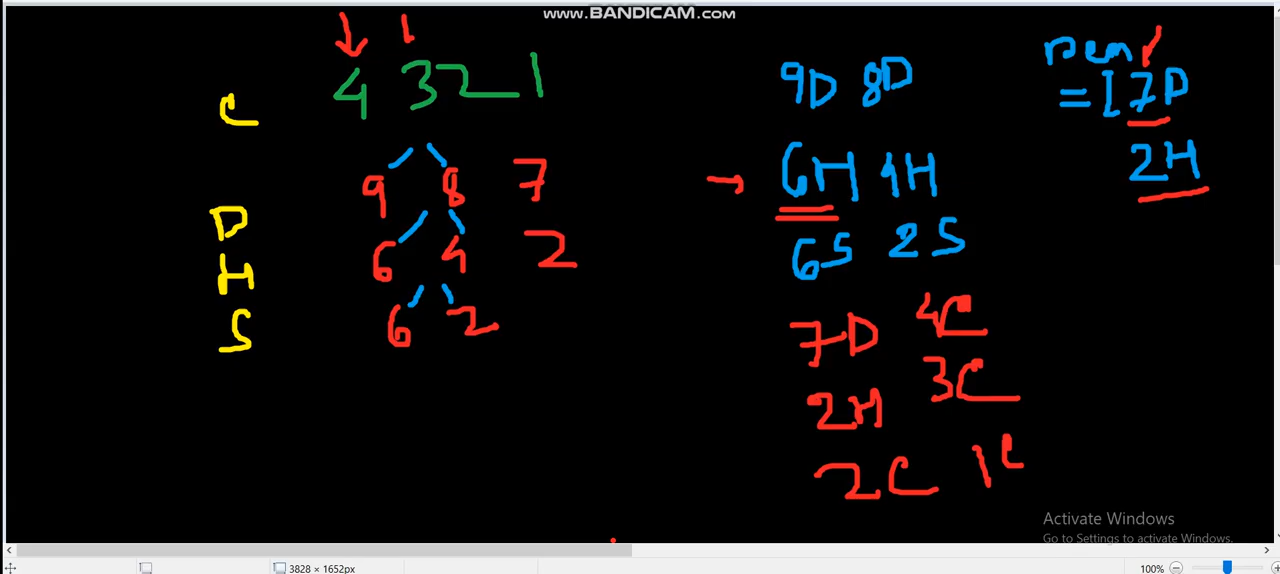 www.BANDICAM.com
4 3 2 1
C
9 8 7
D
6 4 2
H
6 2
S
9D 8D
6H 4H
6S 2S
7D 4C
3C
2H
2C 1C
rem
= [7D
2H
Activate Windows
Go to Settings to activate Windows.
3828 × 1652px
100%